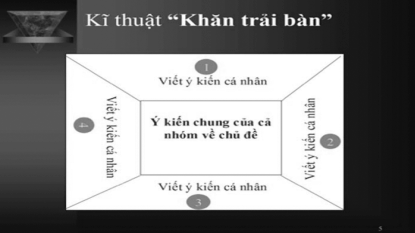 Kĩ thuật “Khăn trải bàn”
1
Viết ý kiến cá nhân
4
Viết ý kiến cá nhân
Ý kiến chung của cả
nhóm về chủ đề
Viết ý kiến cá nhân
2
Viết ý kiến cá nhân
3
5